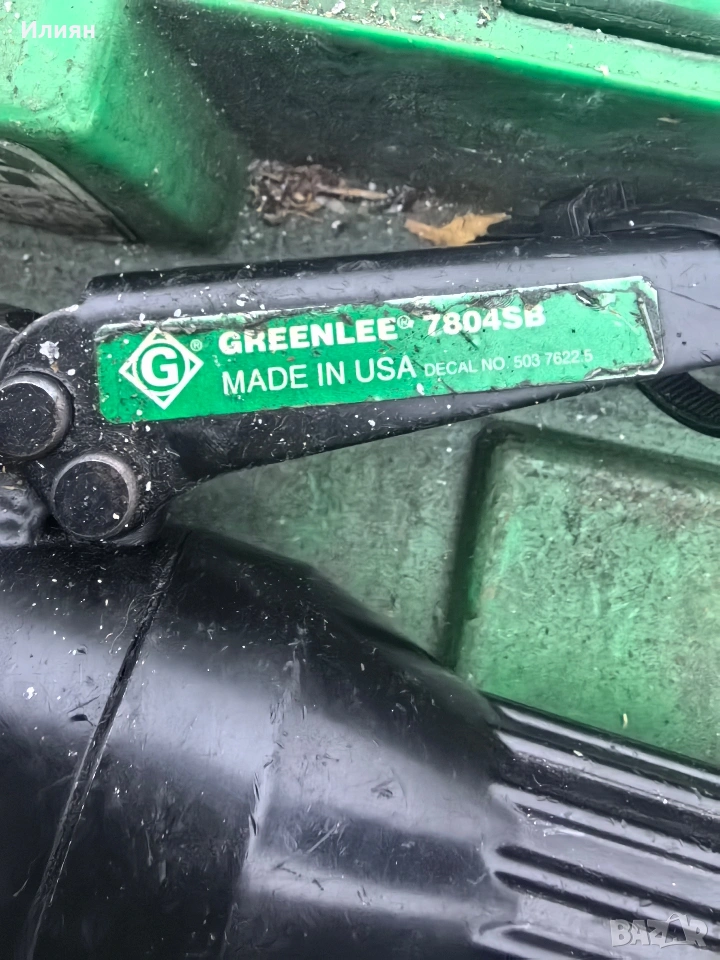 Илиян
GREENLEE® 7804SB
G®
MADE IN USA DECAL NO. 503 7622.5
BAZAR